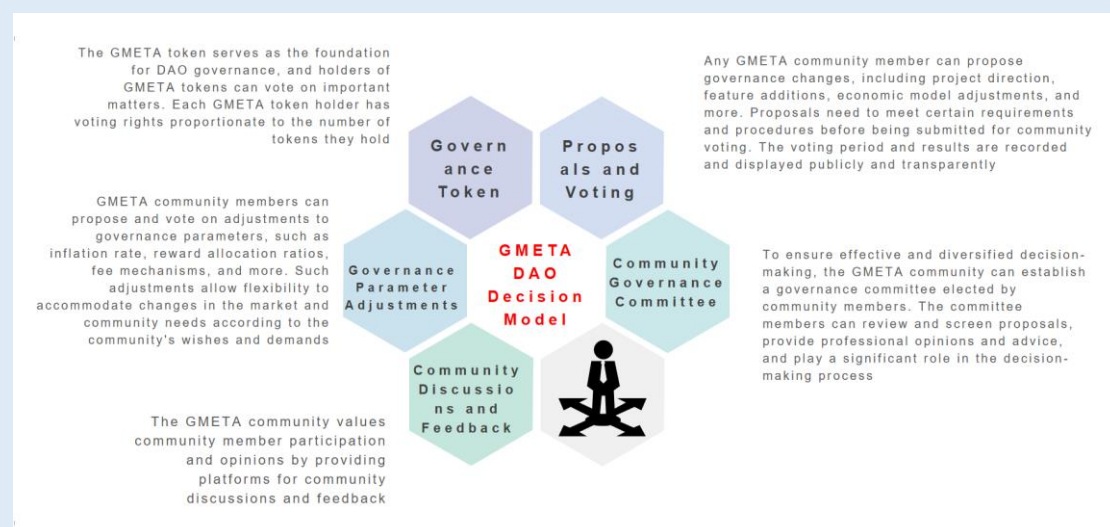 The GMETA token serves as the foundation
for DAO governance, and holders of
GMETA tokens can vote on important
matters. Each GMETA token holder has
voting rights proportionate to the number of
tokens they hold
Any GMETA community member can propose
governance changes, including project direction,
feature additions, economic model adjustments, and
more. Proposals need to meet certain requirements
and procedures before being submitted for community
voting. The voting period and results are recorded
and displayed publicly and transparently
Govern
ance
Token
Propos
als and
Voting
GMETA community members can
propose and vote on adjustments to
governance parameters, such as
inflation rate, reward allocation ratios,
fee mechanisms, and more. Such
adjustments allow flexibility to
accommodate changes in the market and
community needs according to the
community's wishes and demands
Governance
Parameter
Adjustments
GMETA
DAO
Decision
Model
Community
Governance
Committee
To ensure effective and diversified decision-
making, the GMETA community can establish
a governance committee elected by
community members. The committee
members can review and screen proposals,
provide professional opinions and advice,
and play a significant role in the decision-
making process
Community
Discussio
ns and
Feedback
The GMETA community values
community member participation
and opinions by providing
platforms for community
discussions and feedback